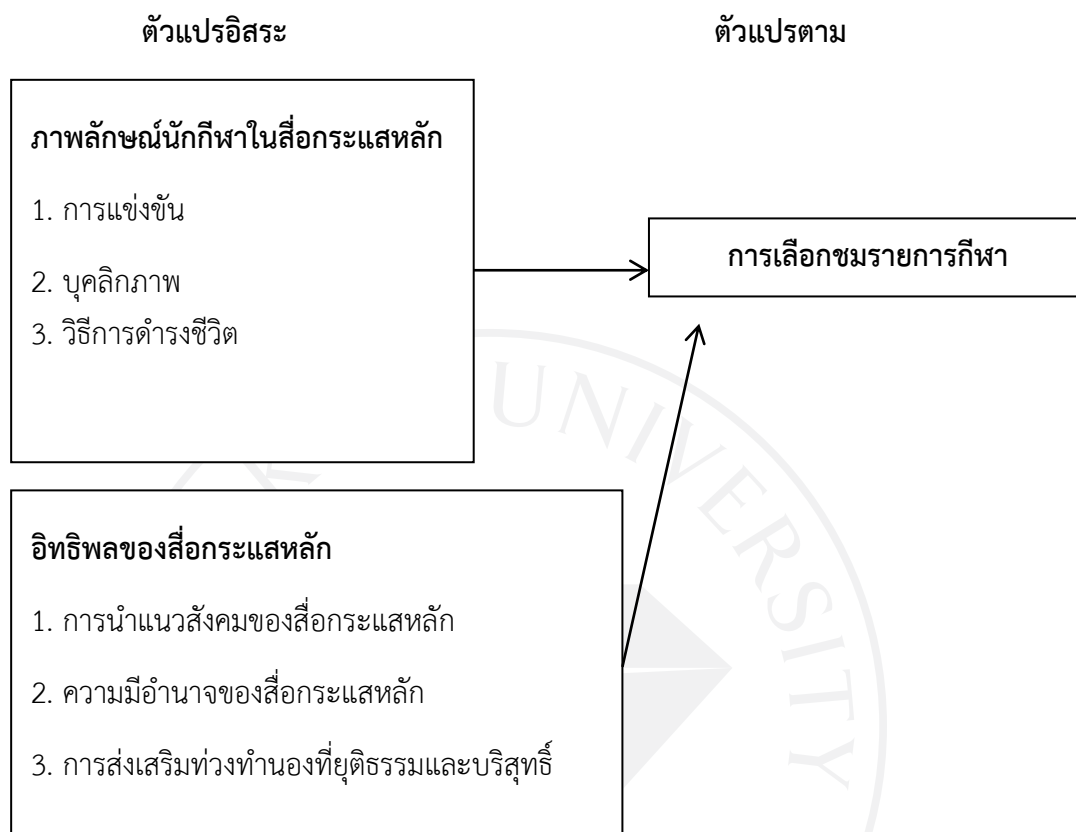 ตัวแปรอิสระ
ตัวแปรตาม
ภาพลักษณ์นักกีฬาในสื่อกระแสหลัก
1. การแข่งขัน
2. บุคลิกภาพ
3. วิธีการดำรงชีวิต
การเลือกชมรายการกีฬา
อิทธิพลของสื่อกระแสหลัก
1. การนำแนวสังคมของสื่อกระแสหลัก
2. ความมีอำนาจของสื่อกระแสหลัก
3. การส่งเสริมท่วงทำนองที่ยุติธรรมและบริสุทธิ์
UNIVERSITY